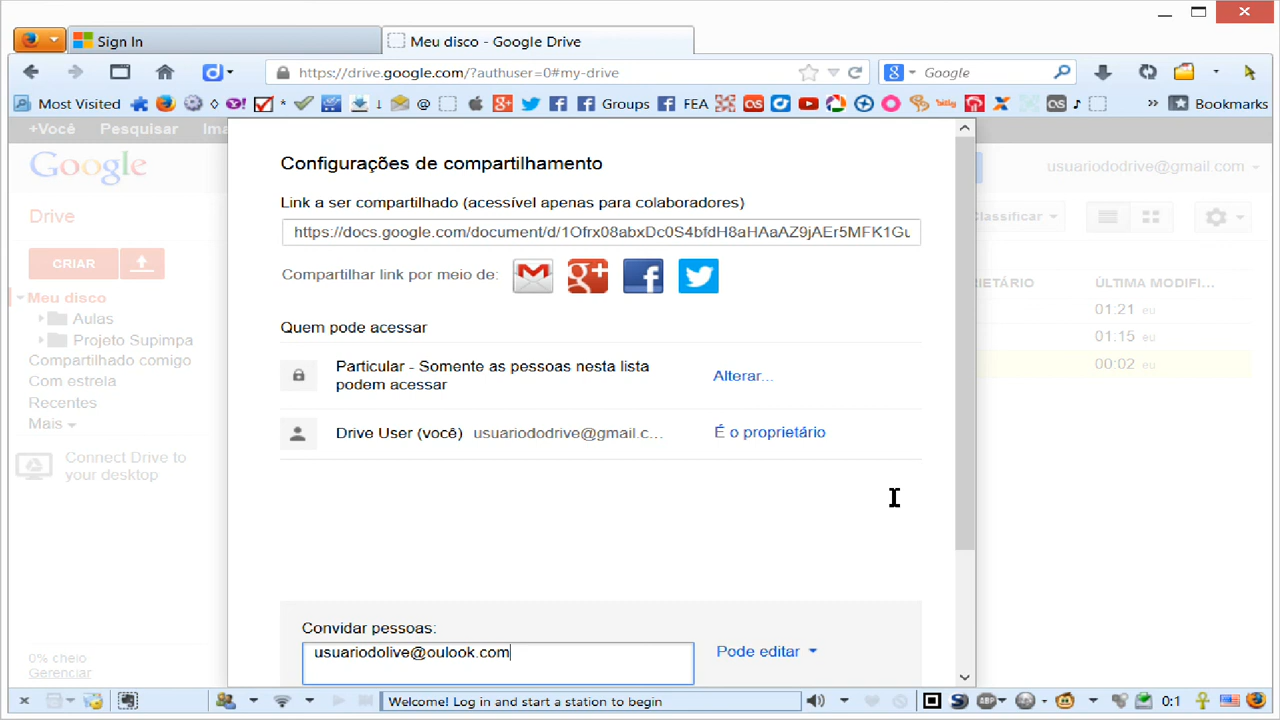 Sign In
Meu disco - Google Drive
https://drive.google.com/?authuser=0#my-drive
Google
Most Visited
Groups
FEA
bitly
Bookmarks
+Você Pesquisar Ima
Google
usuariododrive@gmail.com
Drive
Classificar
CRIAR
Meu disco
Aulas
Projeto Supimpa
Compartilhado comigo
Com estrela
Recentes
Mais
Connect Drive to
your desktop
0% cheio
Gerenciar
Configurações de compartilhamento
Link a ser compartilhado (acessível apenas para colaboradores)
https://docs.google.com/document/d/1Ofrx08abxDc0S4bfdH8aHAaAZ9jAEr5MFK1Gu
Compartilhar link por meio de:
Quem pode acessar
Particular - Somente as pessoas nesta lista
podem acessar
Alterar...
Drive User (você) usuariododrive@gmail.c...
É o proprietário
Convidar pessoas:
usuariodolive@oulook.com
Pode editar
IETÁRIO
ÚLTIMA MODIFI...
01:21 eu
01:15 eu
00:02 eu
Welcome! Log in and start a station to begin
ABP
0:1